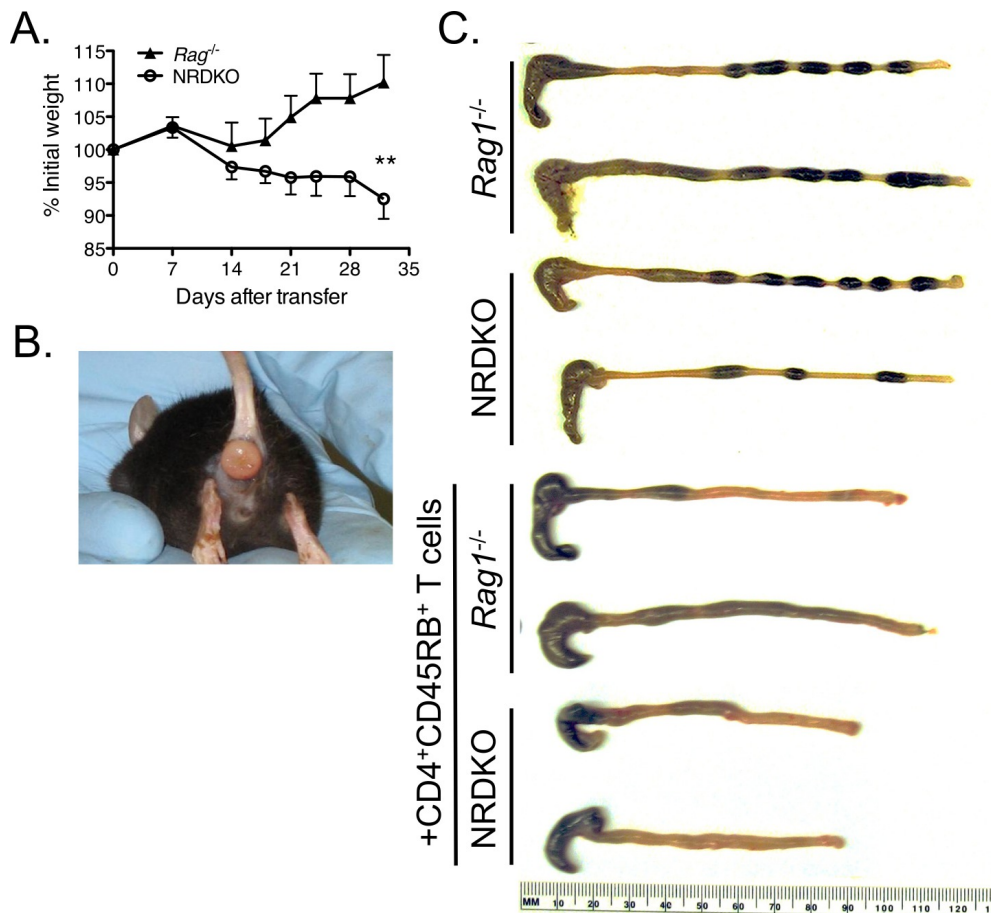 A.
115
110
105
100
95
90
85
% Initial weight
Rag-/-
NRDKO
**
0 7 14 21 28 35
Days after transfer
B.
C.
Rag1-/-
NRDKO
+CD4+CD45RB+ T cells
Rag1-/-
NRDKO
MM 10 20 30 40 50 60 70 80 90 100 110 120 1